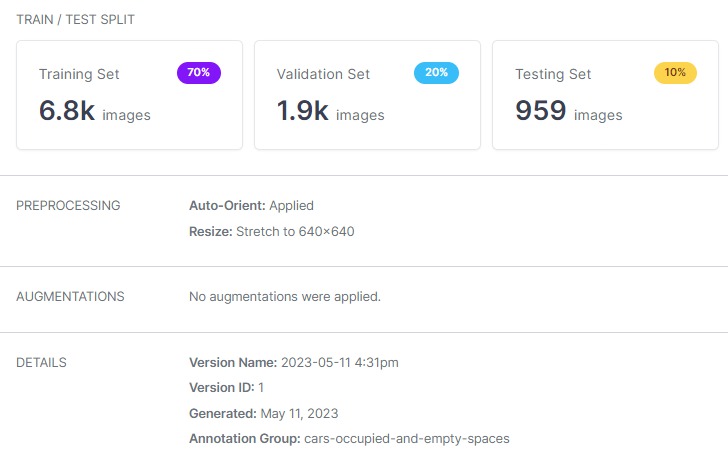 TRAIN / TEST SPLIT
Training Set 70%
6.8k images
Validation Set 20%
1.9k images
Testing Set 10%
959 images
PREPROCESSING
Auto-Orient: Applied
Resize: Stretch to 640×640
AUGMENTATIONS
No augmentations were applied.
DETAILS
Version Name: 2023-05-11 4:31pm
Version ID: 1
Generated: May 11, 2023
Annotation Group: cars-occupied-and-empty-spaces